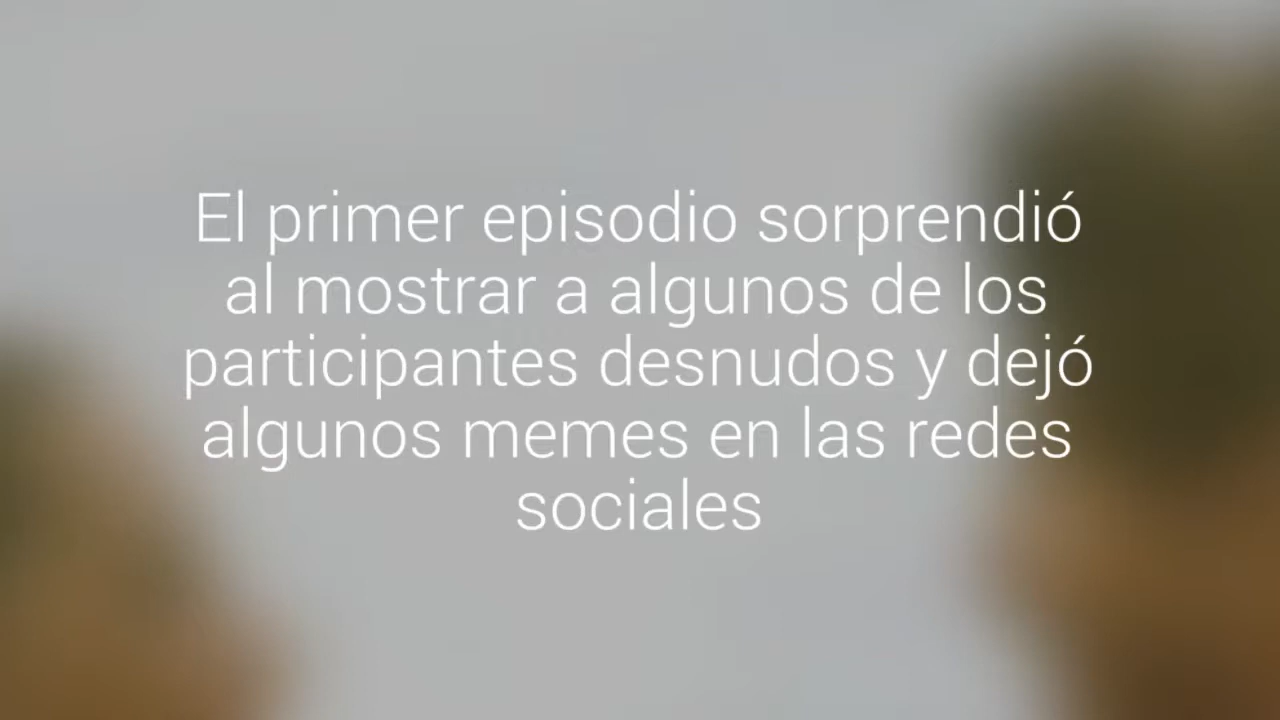 El primer episodio sorprendió
al mostrar a algunos de los
participantes desnudos y dejó
algunos memes en las redes
sociales